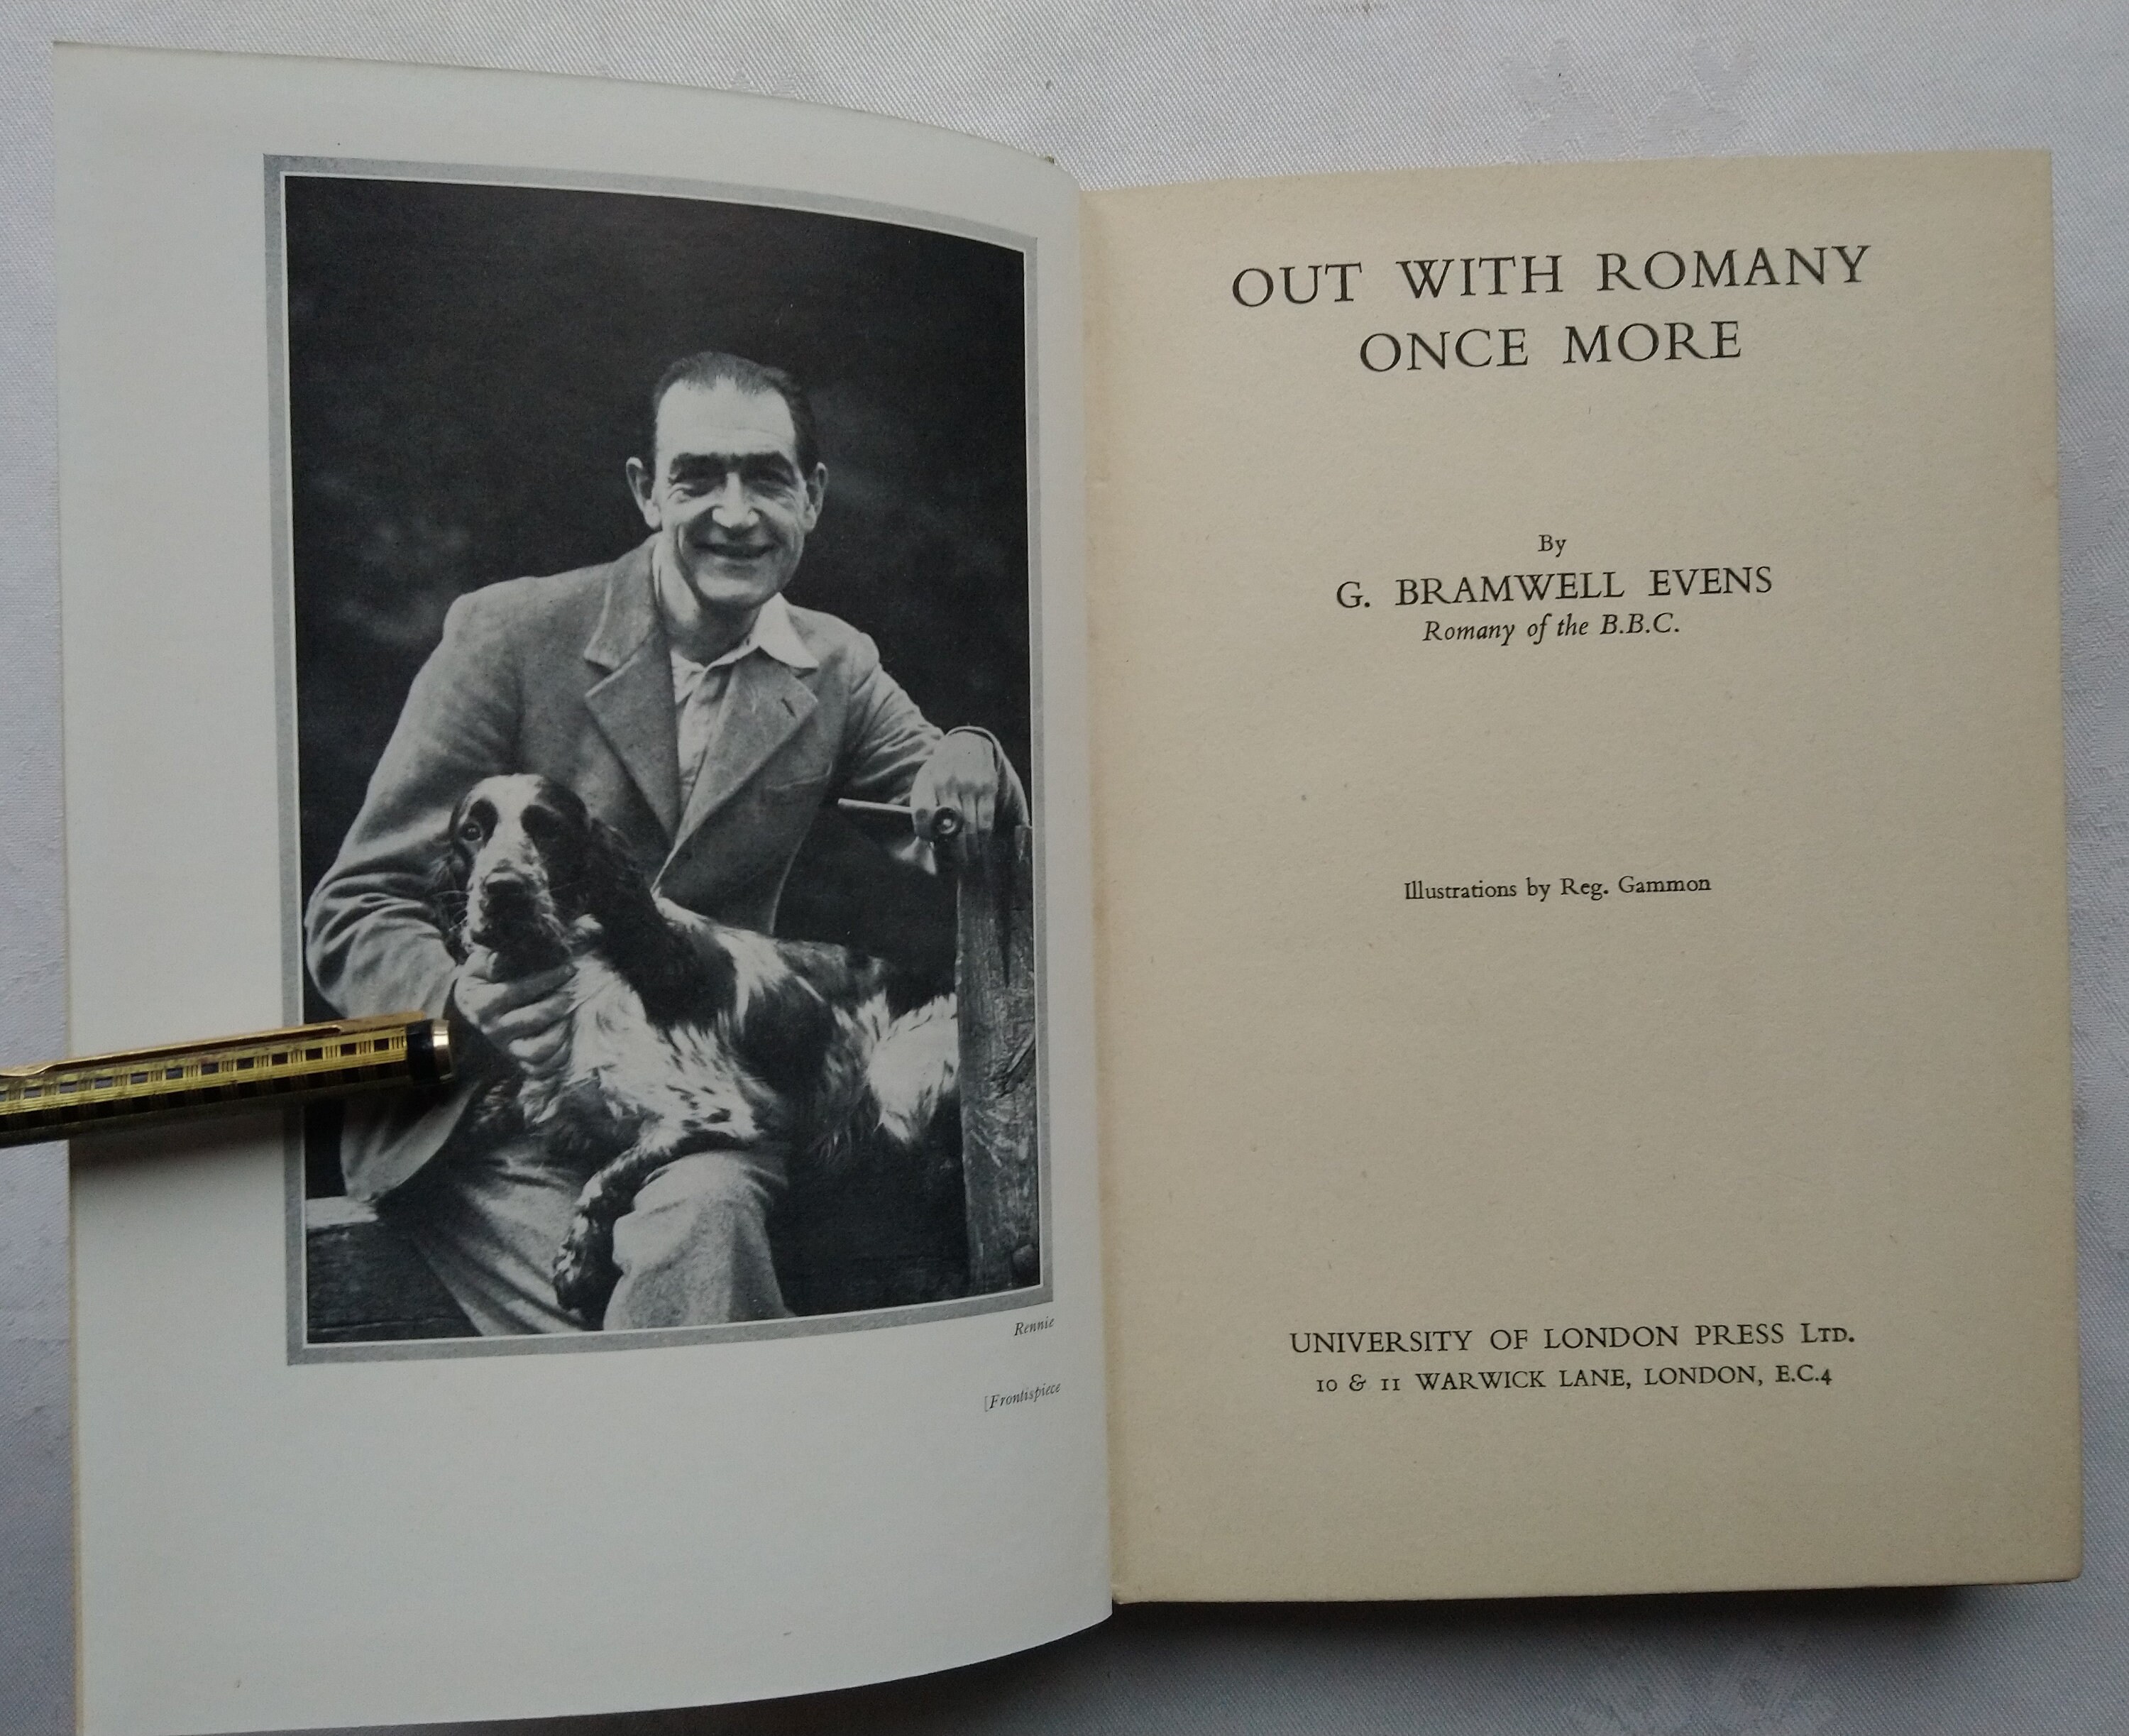 Rennie
[Frontispiece
OUT WITH ROMANY
ONCE MORE
By
G. BRAMWELL EVENS
Romany of the B.B.C.
Illustrations by Reg. Gammon
UNIVERSITY OF LONDON PRESS LTD.
10 & 11 WARWICK LANE, LONDON, E.C.4